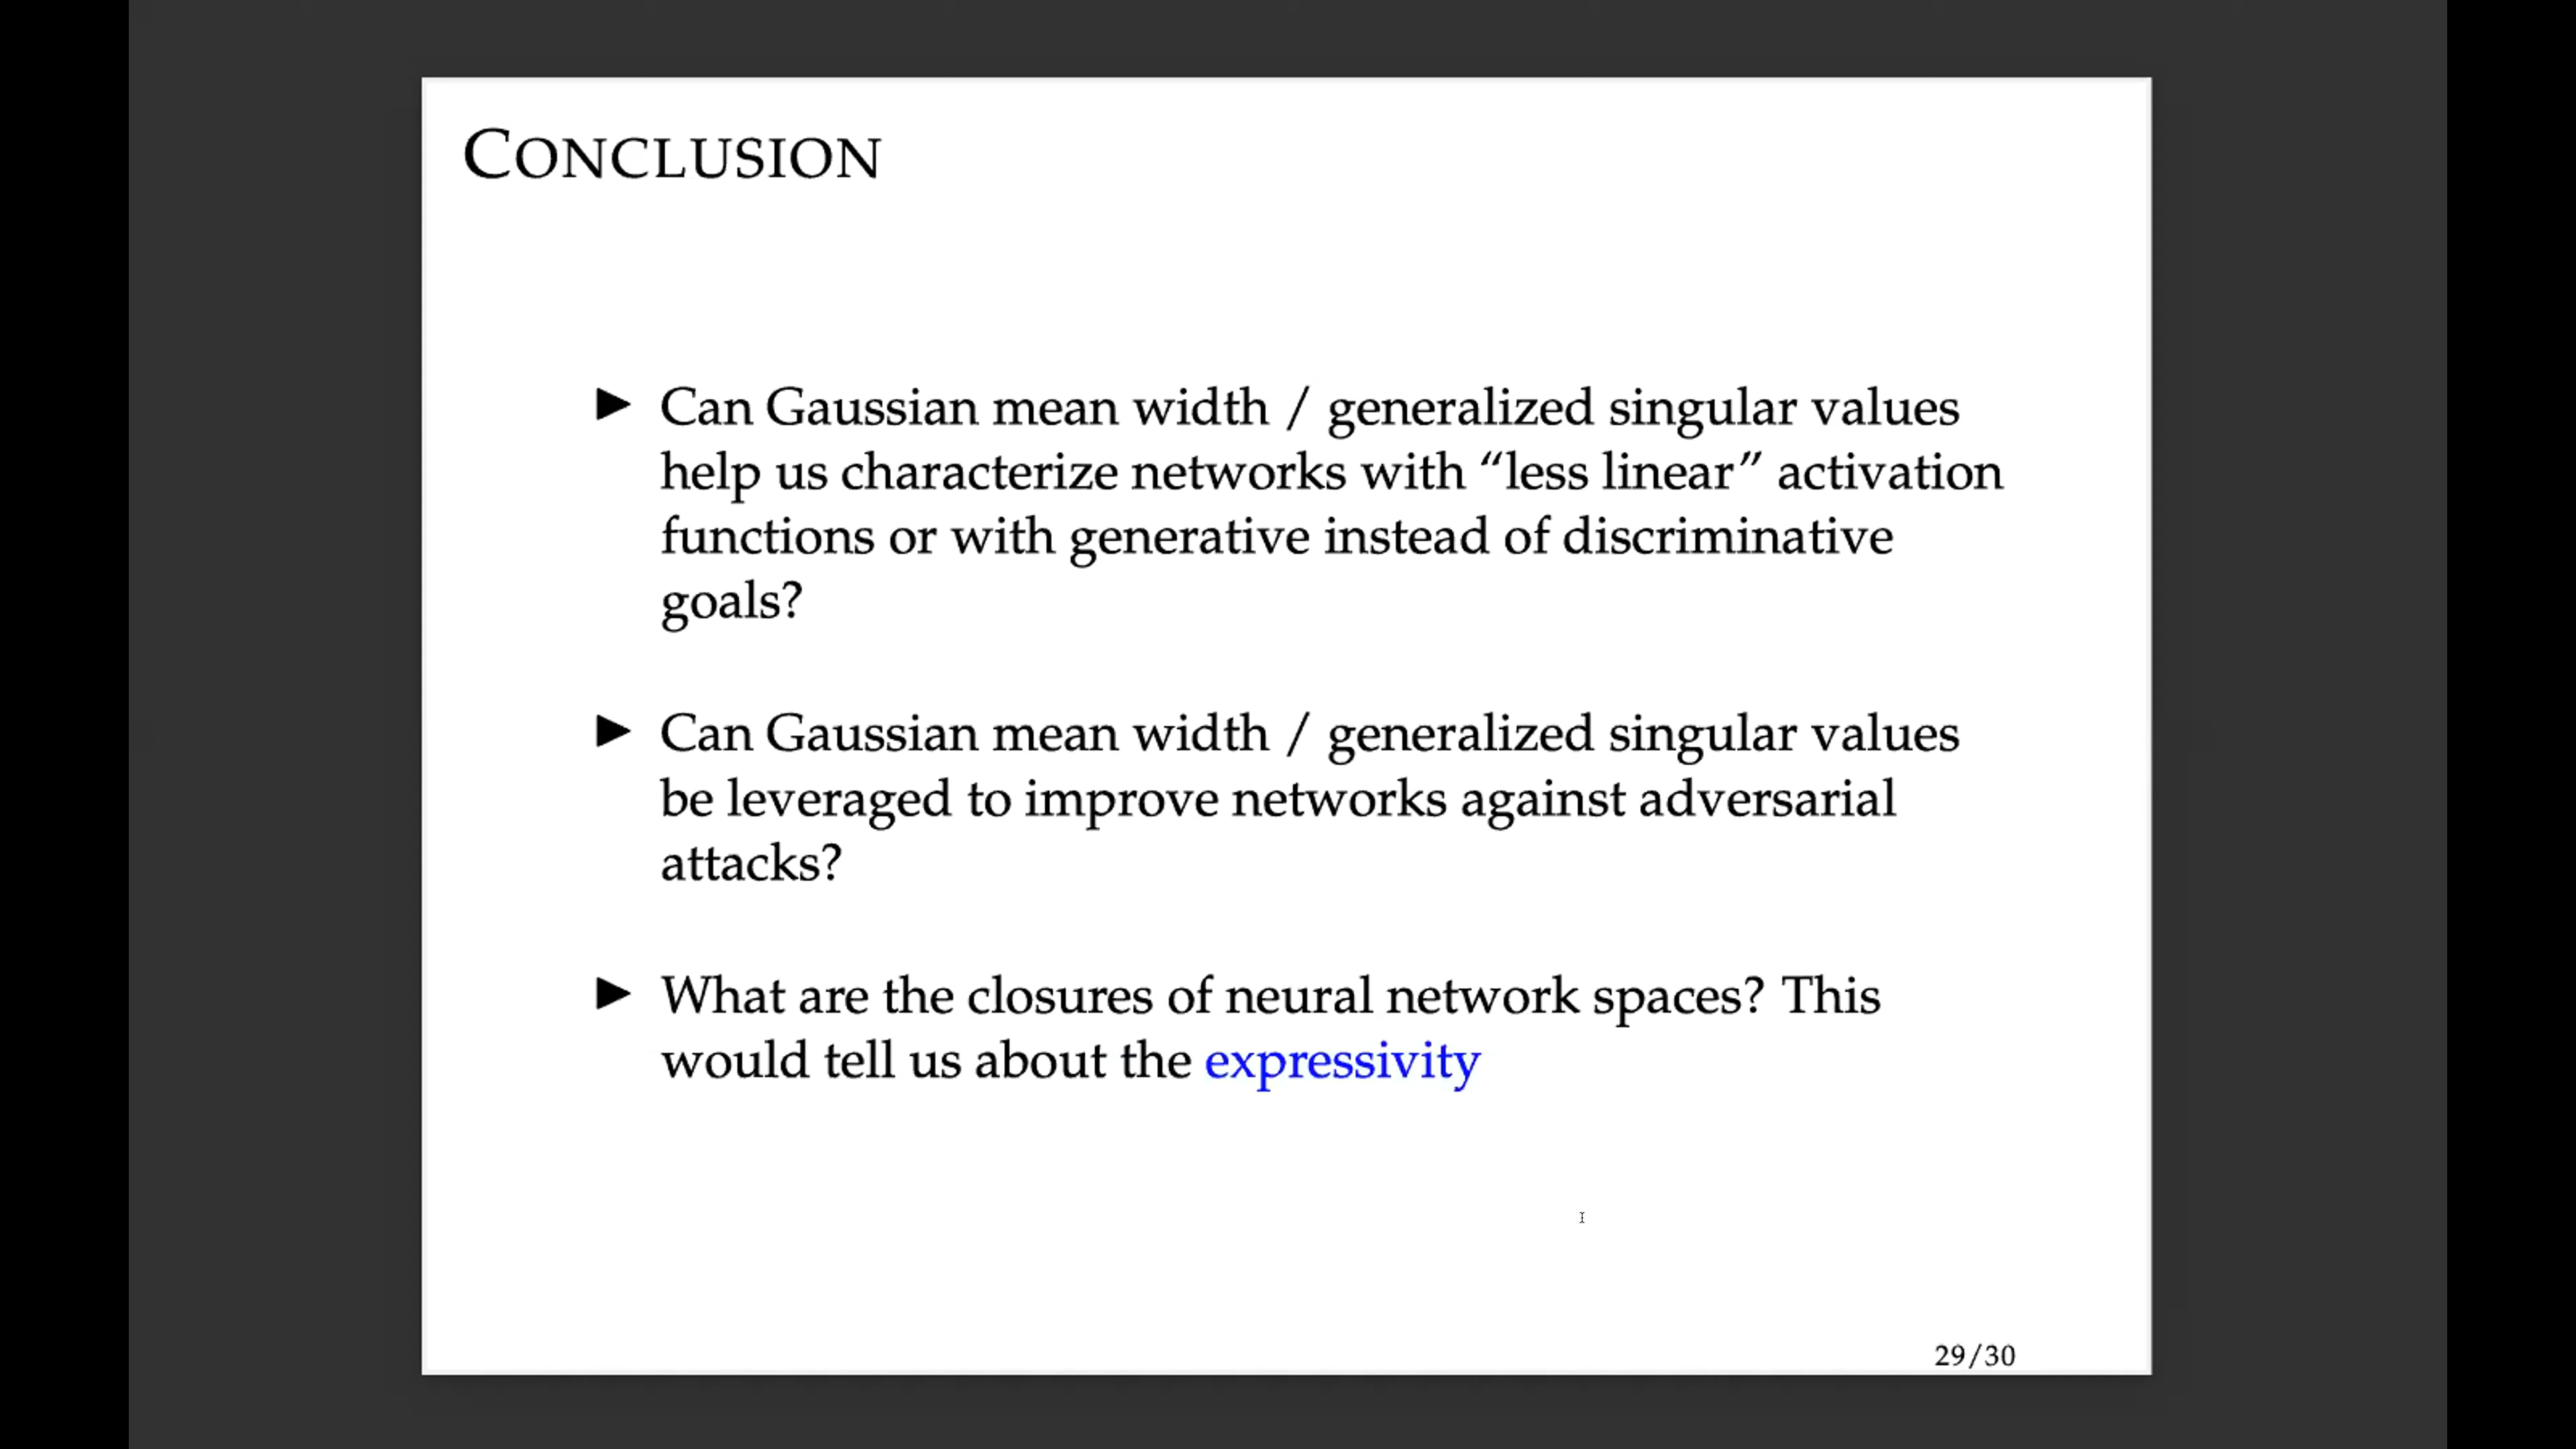 CONCLUSION
► Can Gaussian mean width / generalized singular values
help us characterize networks with “less linear” activation
functions or with generative instead of discriminative
goals?
► Can Gaussian mean width / generalized singular values
be leveraged to improve networks against adversarial
attacks?
► What are the closures of neural network spaces? This
would tell us about the expressivity
29/30